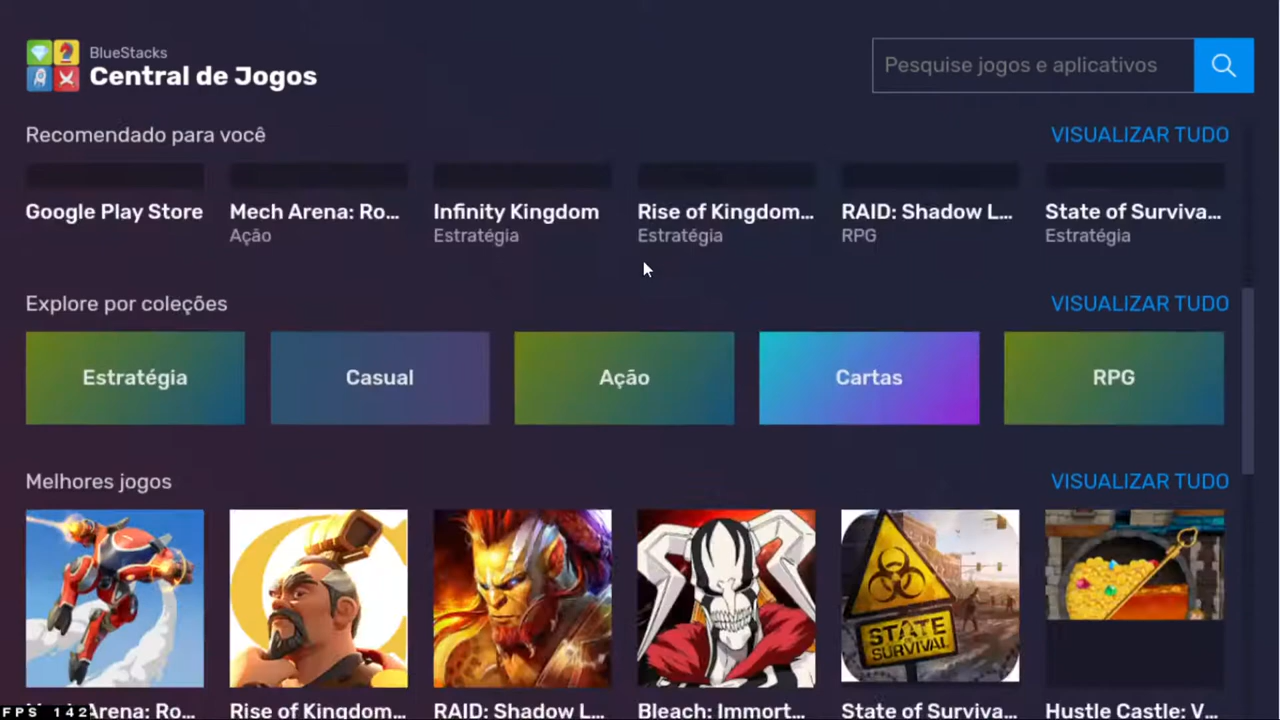 BlueStacks
Central de Jogos
Pesquise jogos e aplicativos
Recomendado para você
VISUALIZAR TUDO
Google Play Store
Mech Arena: Ro...
Infinity Kingdom
Rise of Kingdom...
RAID: Shadow L...
State of Surviva...
Ação
Estratégia
Estratégia
RPG
Estratégia
Explore por coleções
VISUALIZAR TUDO
Estratégia
Casual
Ação
Cartas
RPG
Melhores jogos
VISUALIZAR TUDO
STATE
SURVIVAL
FPS 142
Arena: Ro...
Rise of Kingdom...
RAID: Shadow L...
Bleach: Immort...
State of Surviva...
Hustle Castle: V...